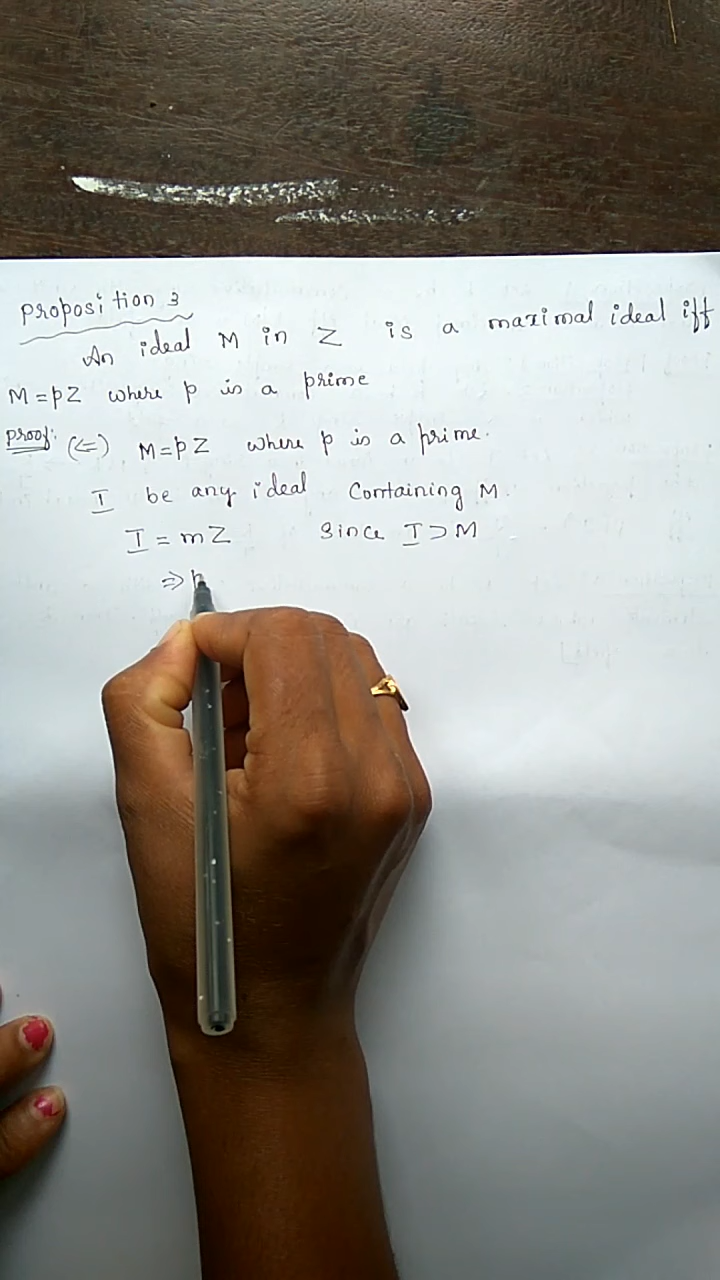 Proposition 3
An ideal M in Z is a maximal ideal iff
M = pZ where p is a prime
Proof: (⇐) M = pZ where p is a prime.
I be any ideal Containing M.
I = mZ Since I ⊃ M
⇒